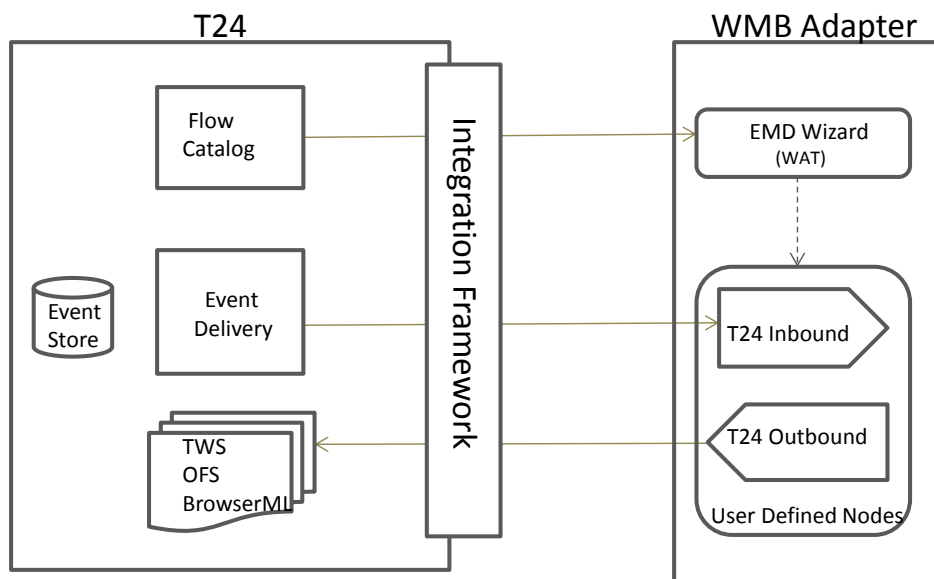 T24
WMB Adapter
Flow
Catalog
Integration Framework
EMD Wizard
(WAT)
Event
Store
Event
Delivery
T24 Inbound
TWS
OFS
BrowserML
T24 Outbound
User Defined Nodes